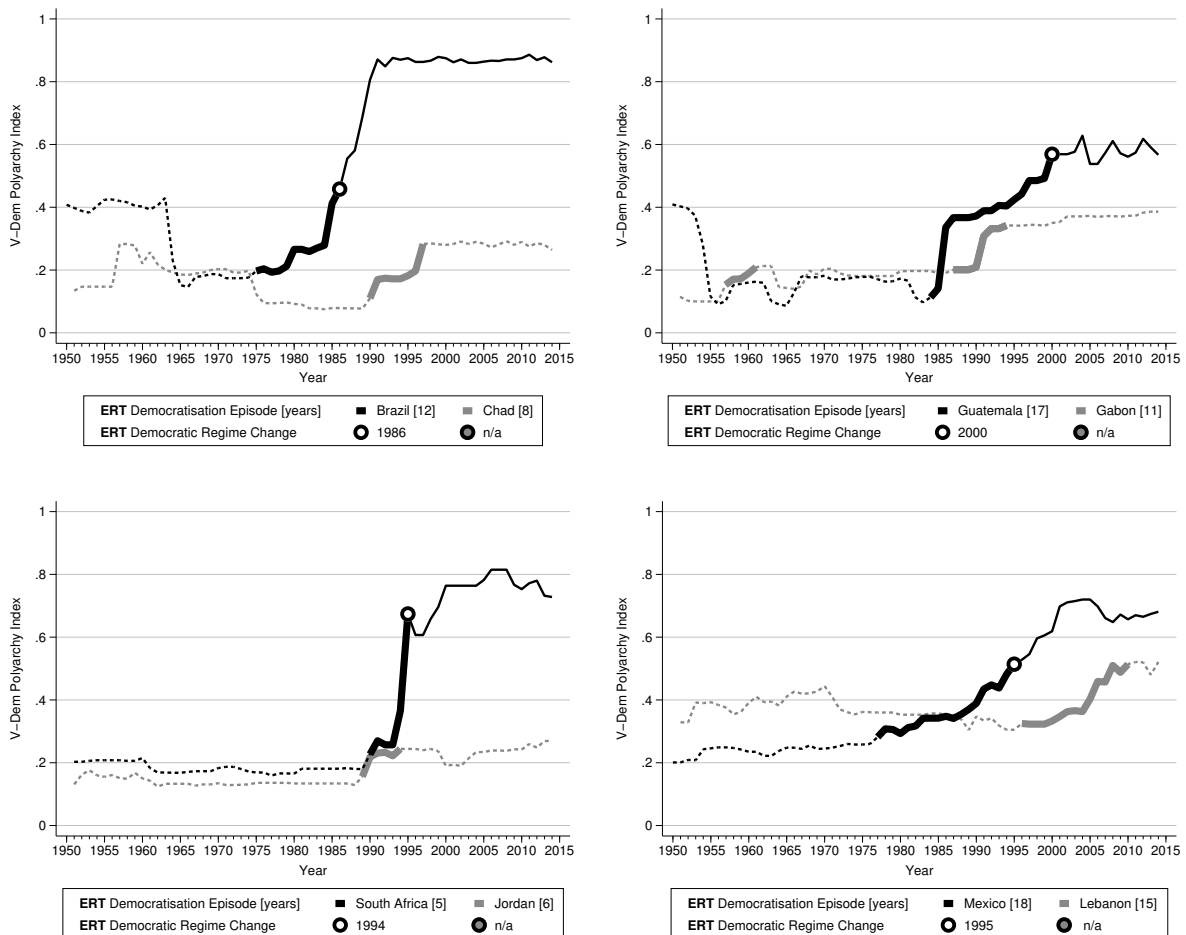 V-Dem Polyarchy Index
1
.8
.6
.4
.2
0
1950 1955 1960 1965 1970 1975 1980 1985 1990 1995 2000 2005 2010 2015
Year
ERT Democratisation Episode [years] Brazil [12] Chad [8]
ERT Democratic Regime Change 1986 n/a
V-Dem Polyarchy Index
1
.8
.6
.4
.2
0
1950 1955 1960 1965 1970 1975 1980 1985 1990 1995 2000 2005 2010 2015
Year
ERT Democratisation Episode [years] Guatemala [17] Gabon [11]
ERT Democratic Regime Change 2000 n/a
V-Dem Polyarchy Index
1
.8
.6
.4
.2
0
1950 1955 1960 1965 1970 1975 1980 1985 1990 1995 2000 2005 2010 2015
Year
ERT Democratisation Episode [years] South Africa [5] Jordan [6]
ERT Democratic Regime Change 1994 n/a
V-Dem Polyarchy Index
1
.8
.6
.4
.2
0
1950 1955 1960 1965 1970 1975 1980 1985 1990 1995 2000 2005 2010 2015
Year
ERT Democratisation Episode [years] Mexico [18] Lebanon [15]
ERT Democratic Regime Change 1995 n/a